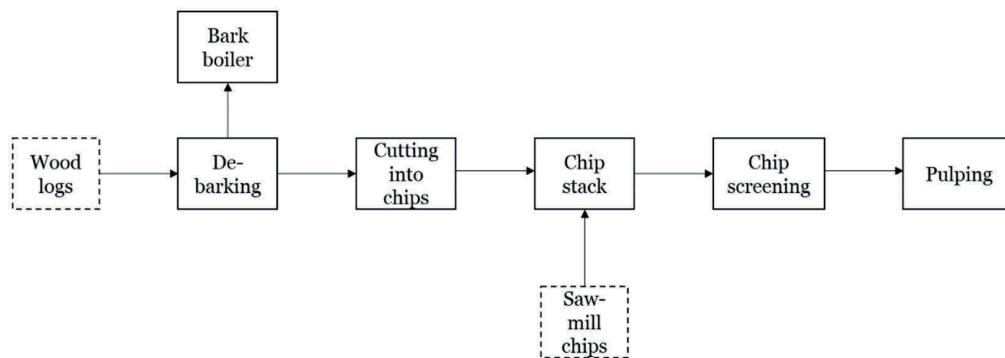 Bark
boiler
Wood
logs
De-
barking
Cutting
into
chips
Chip
stack
Chip
screening
Pulping
Saw-
mill
chips